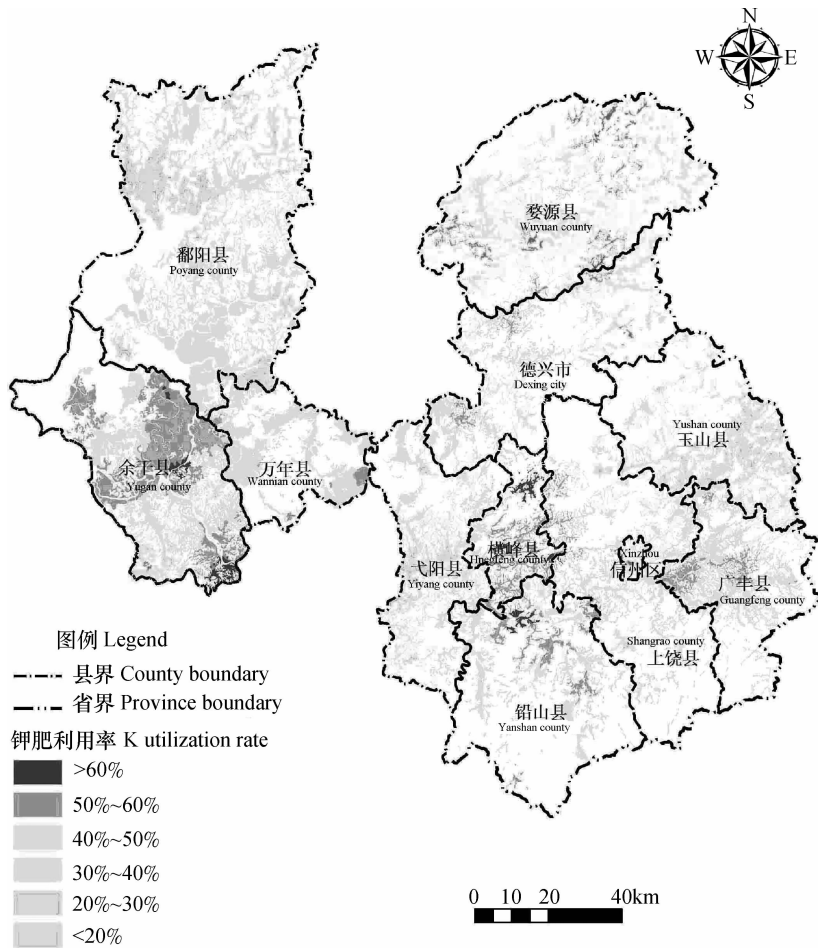 N
W E
S
婺源县
Wuyuan county
鄱阳县
Poyang county
德兴市
Dexing city
Yushan county
玉山县
余干县
Yugan county
万年县
Wannian county
横峰县
Hnegfeng county
Xinzhou
信州区
弋阳县
Yiyang county
广丰县
Guangfeng county
Shangrao county
上饶县
铅山县
Yanshan county
图例 Legend
县界 County boundary
省界 Province boundary
钾肥利用率 K utilization rate
>60%
50%~60%
40%~50%
30%~40%
20%~30%
<20%
0 10 20 40km